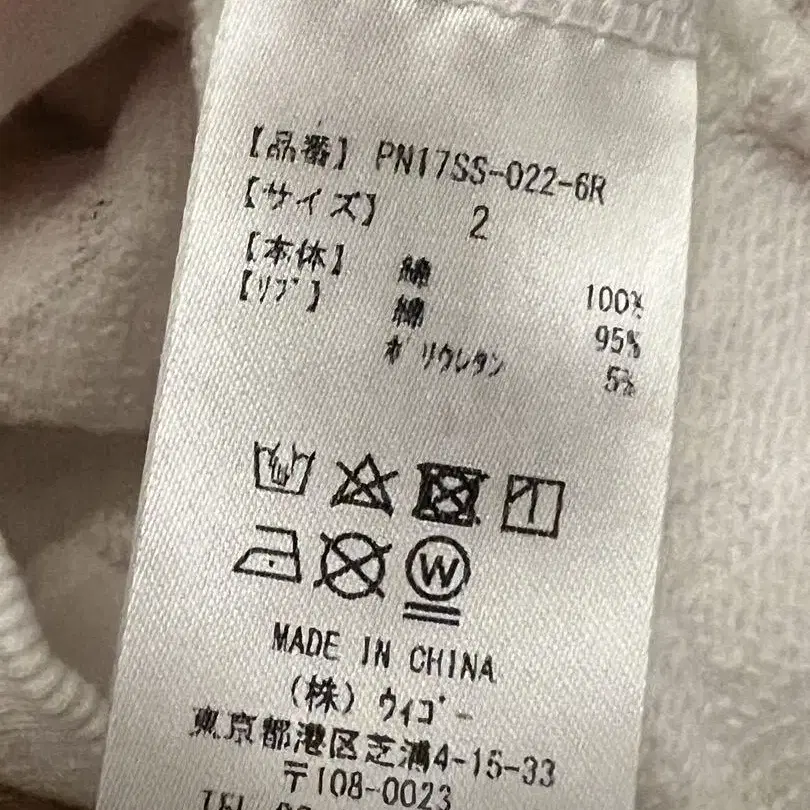 【品番】 PN17SS-022-6R
【サイズ】 2
【本体】 綿 100%
【リブ】 綿 95%
ポリウレタン 5%
W
MADE IN CHINA
(株) ウィゴー
東京都港区芝浦4-15-33
〒108-0023
TEL